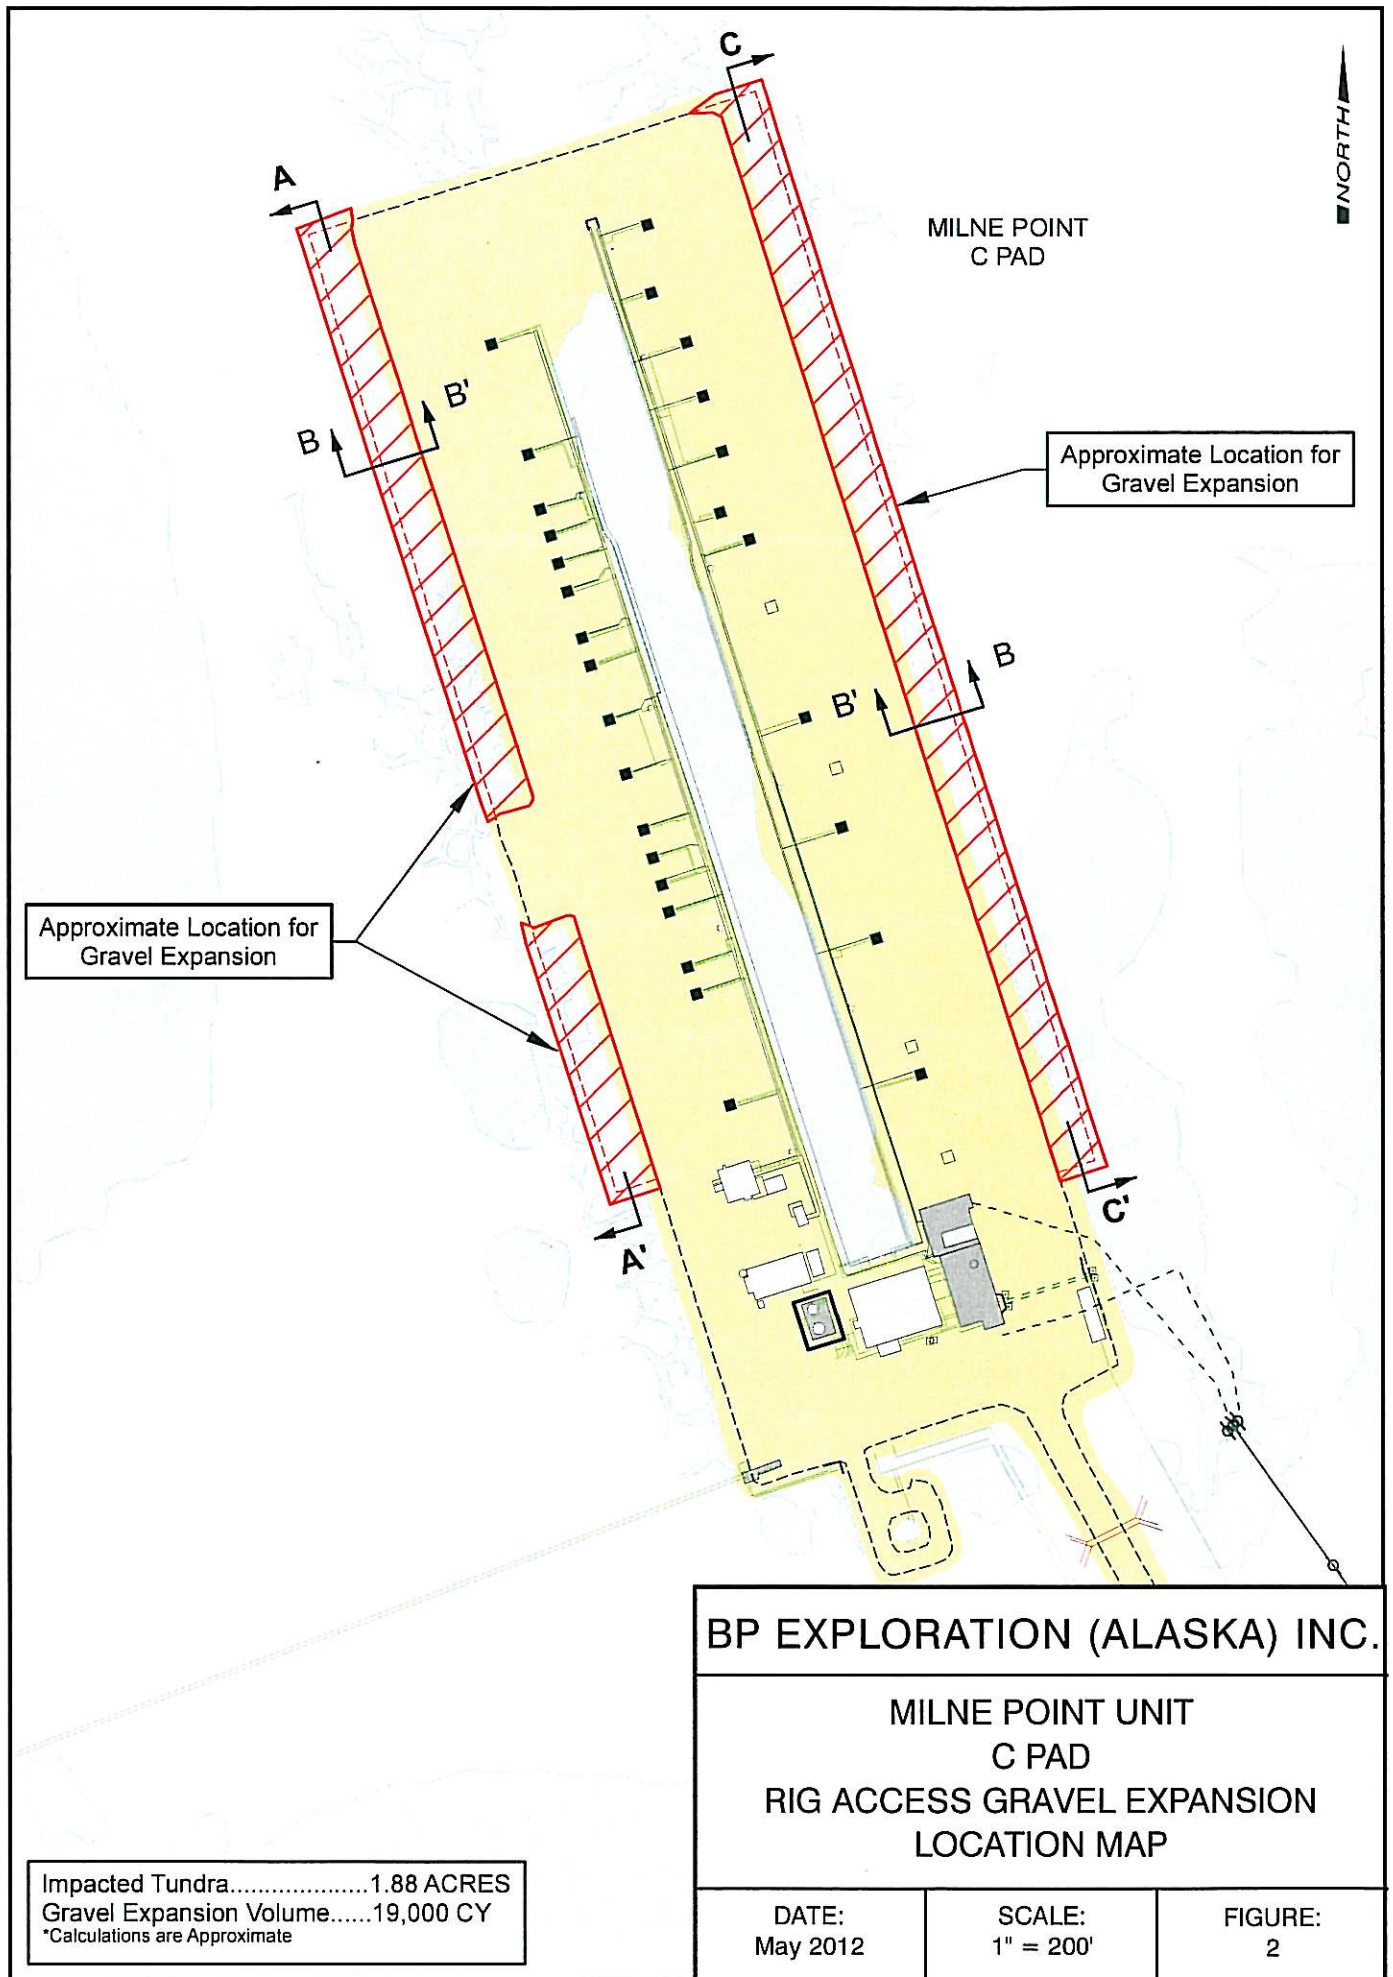 C
NORTH
A
MILNE POINT
C PAD
B'
B
Approximate Location for
Gravel Expansion
B
B'
Approximate Location for
Gravel Expansion
C'
A'
BP EXPLORATION (ALASKA) INC.
MILNE POINT UNIT
C PAD
RIG ACCESS GRAVEL EXPANSION
LOCATION MAP
Impacted Tundra....................1.88 ACRES
Gravel Expansion Volume......19,000 CY
*Calculations are Approximate
DATE:
May 2012
SCALE:
1" = 200'
FIGURE:
2